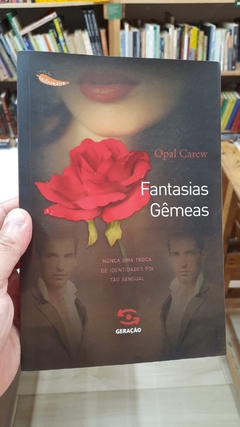 Opal Carew
Fantasias
Gêmeas
NUNCA UMA TROCA
DE IDENTIDADES FOI
TÃO SENSUAL
GERAÇÃO